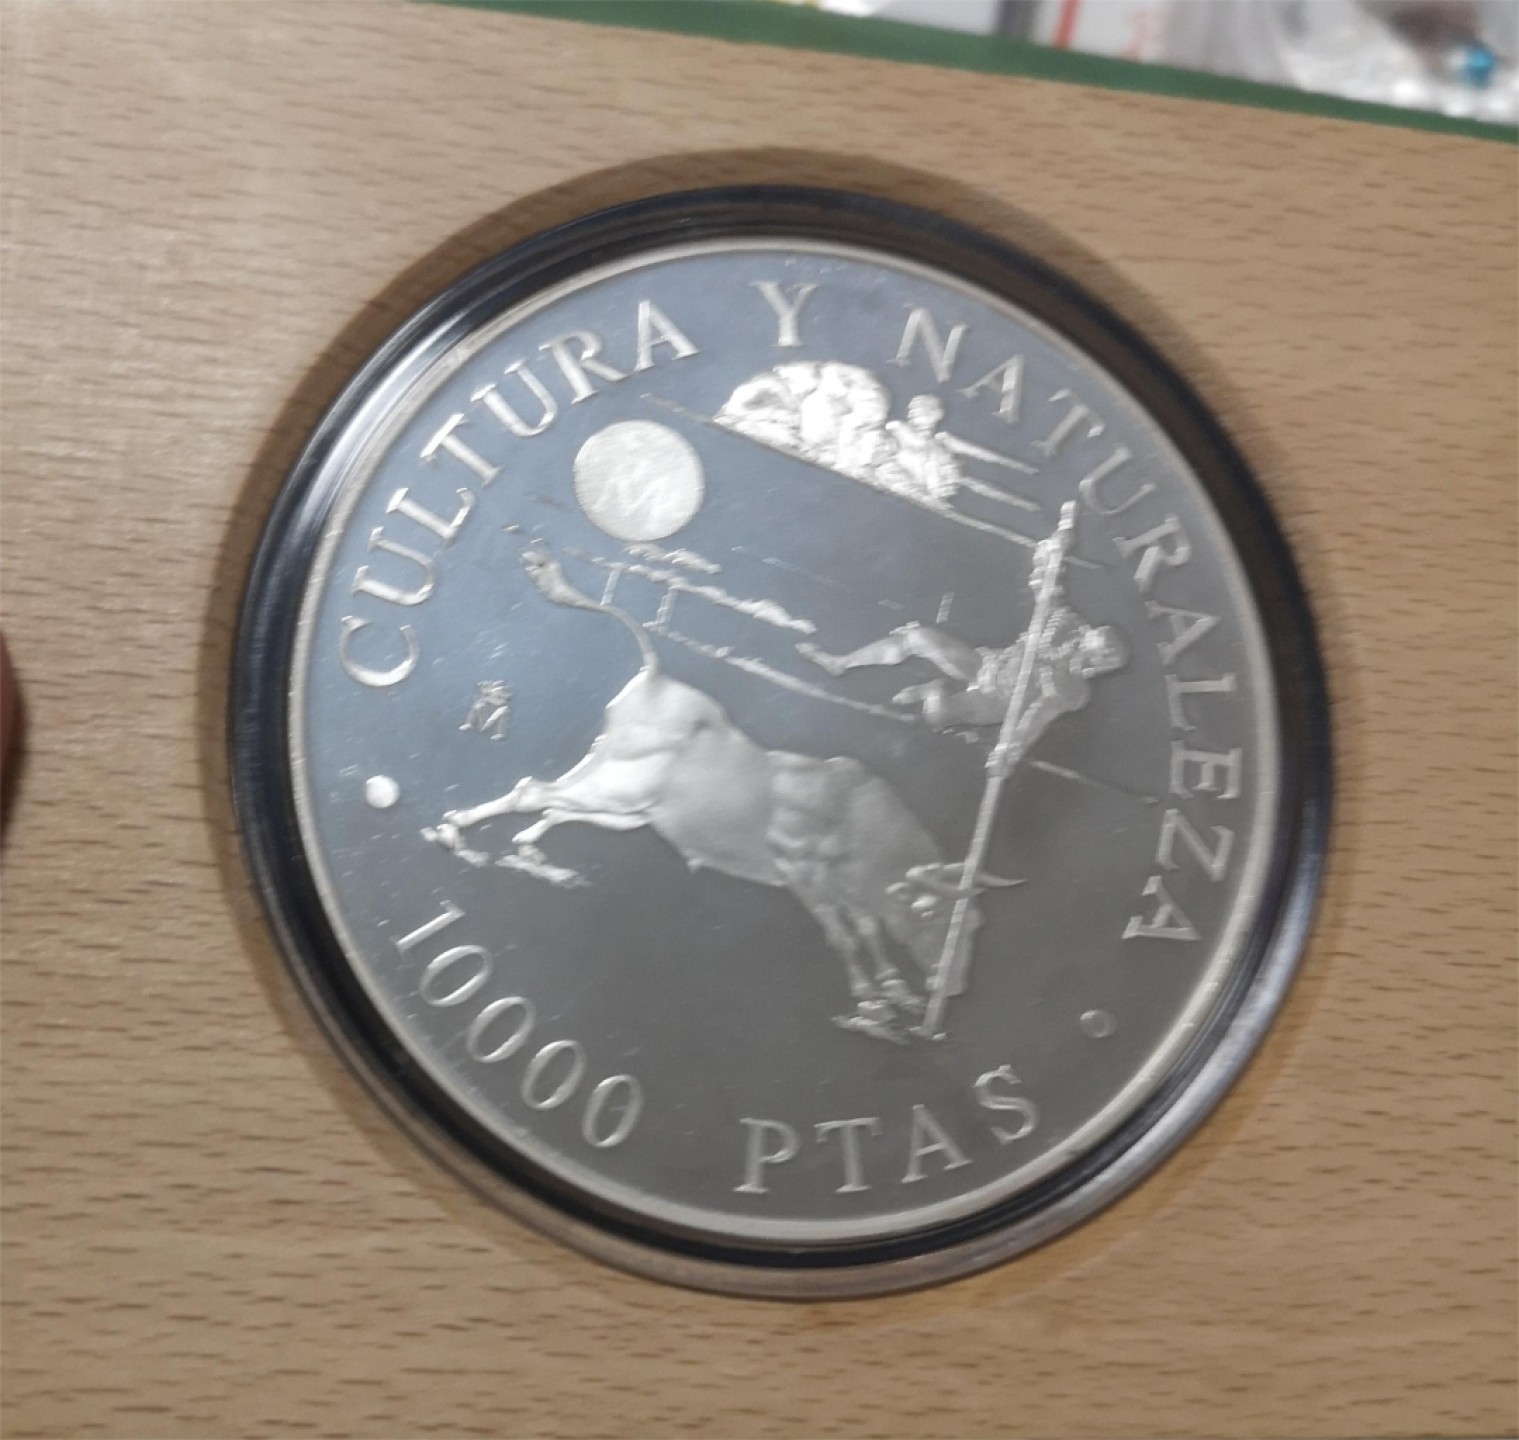 CULTURA Y NATURALEZA
M
10000 PTAS